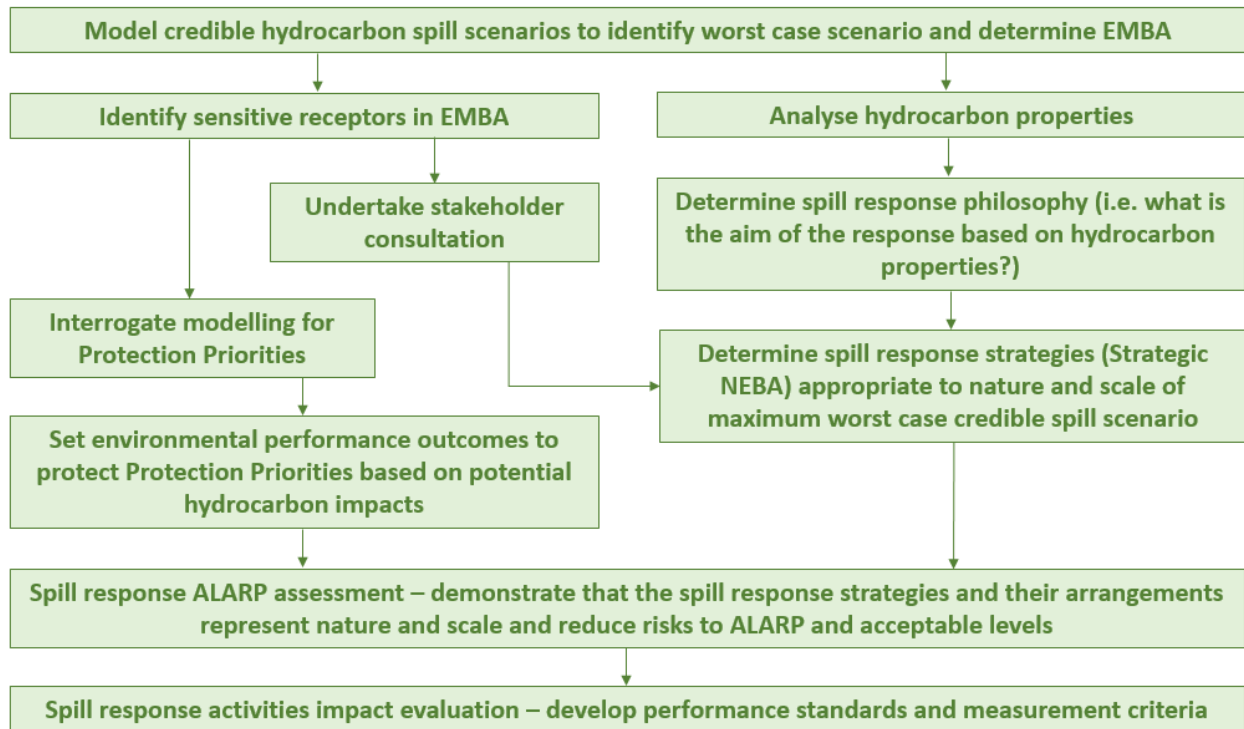 Model credible hydrocarbon spill scenarios to identify worst case scenario and determine EMBA
Identify sensitive receptors in EMBA
Analyse hydrocarbon properties
Undertake stakeholder
consultation
Determine spill response philosophy (i.e. what is
the aim of the response based on hydrocarbon
properties?)
Interrogate modelling for
Protection Priorities
Determine spill response strategies (Strategic
NEBA) appropriate to nature and scale of
maximum worst case credible spill scenario
Set environmental performance outcomes to
protect Protection Priorities based on potential
hydrocarbon impacts
Spill response ALARP assessment – demonstrate that the spill response strategies and their arrangements
represent nature and scale and reduce risks to ALARP and acceptable levels
Spill response activities impact evaluation – develop performance standards and measurement criteria